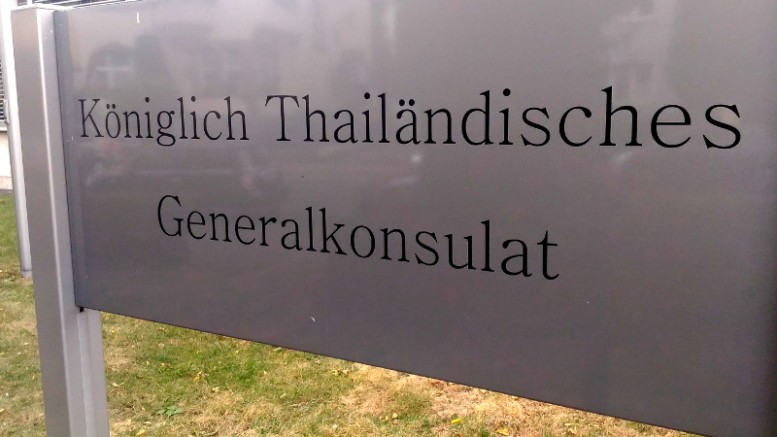 Königlich Thailändisches
Generalkonsulat